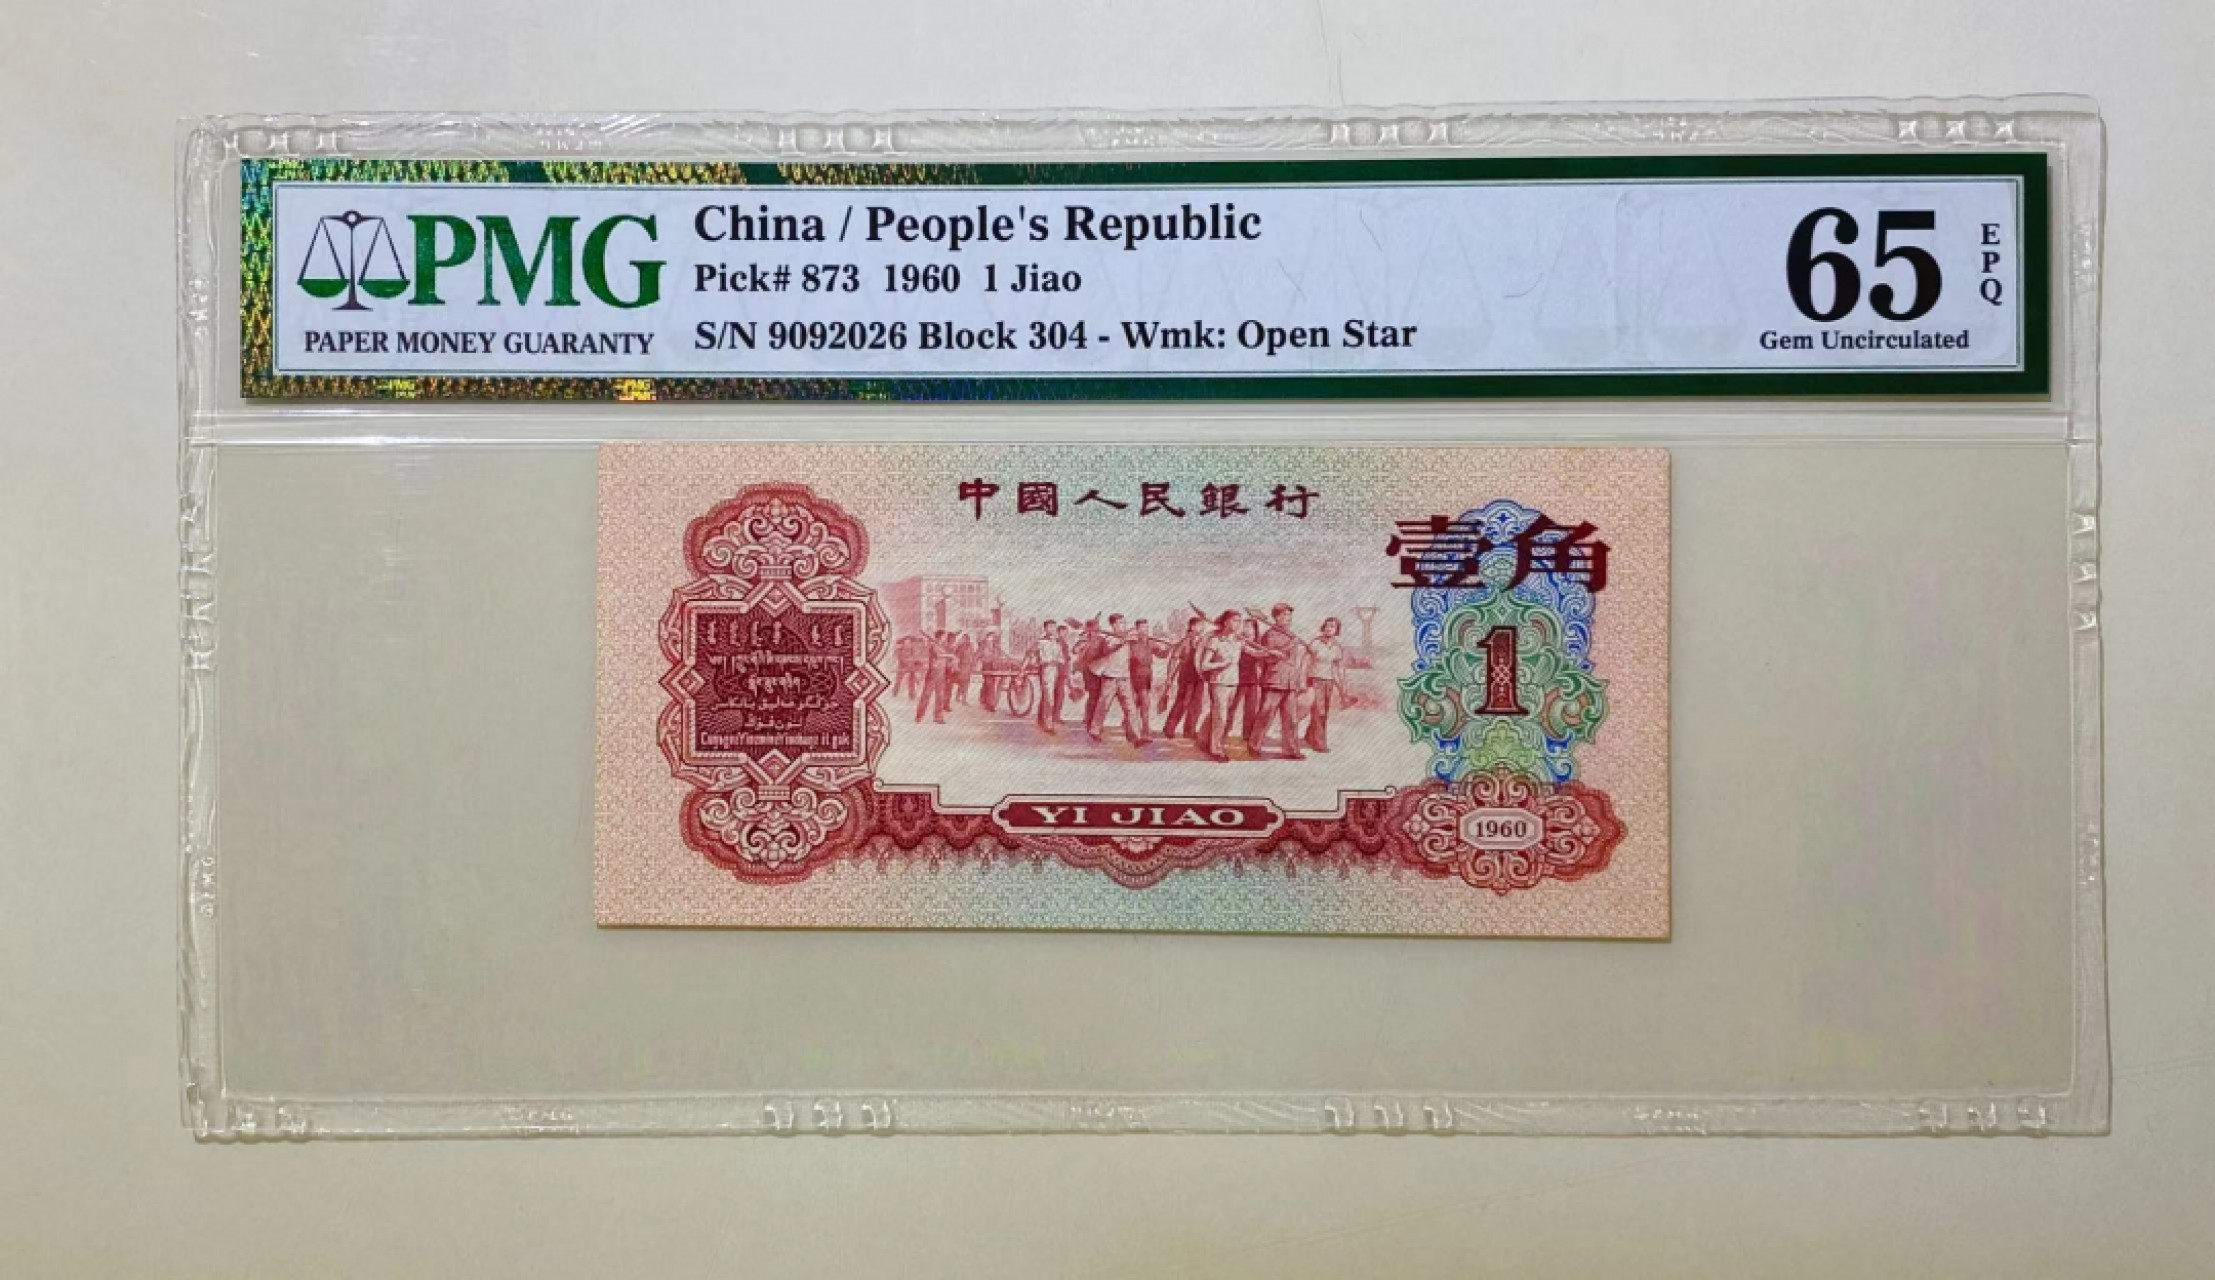 PMG
PAPER MONEY GUARANTY
China / People's Republic
Pick# 873 1960 1 Jiao
S/N 9092026 Block 304 - Wmk: Open Star
65
EPQ
Gem Uncirculated
中國人民銀行
壹角
1
YI JIAO
1960